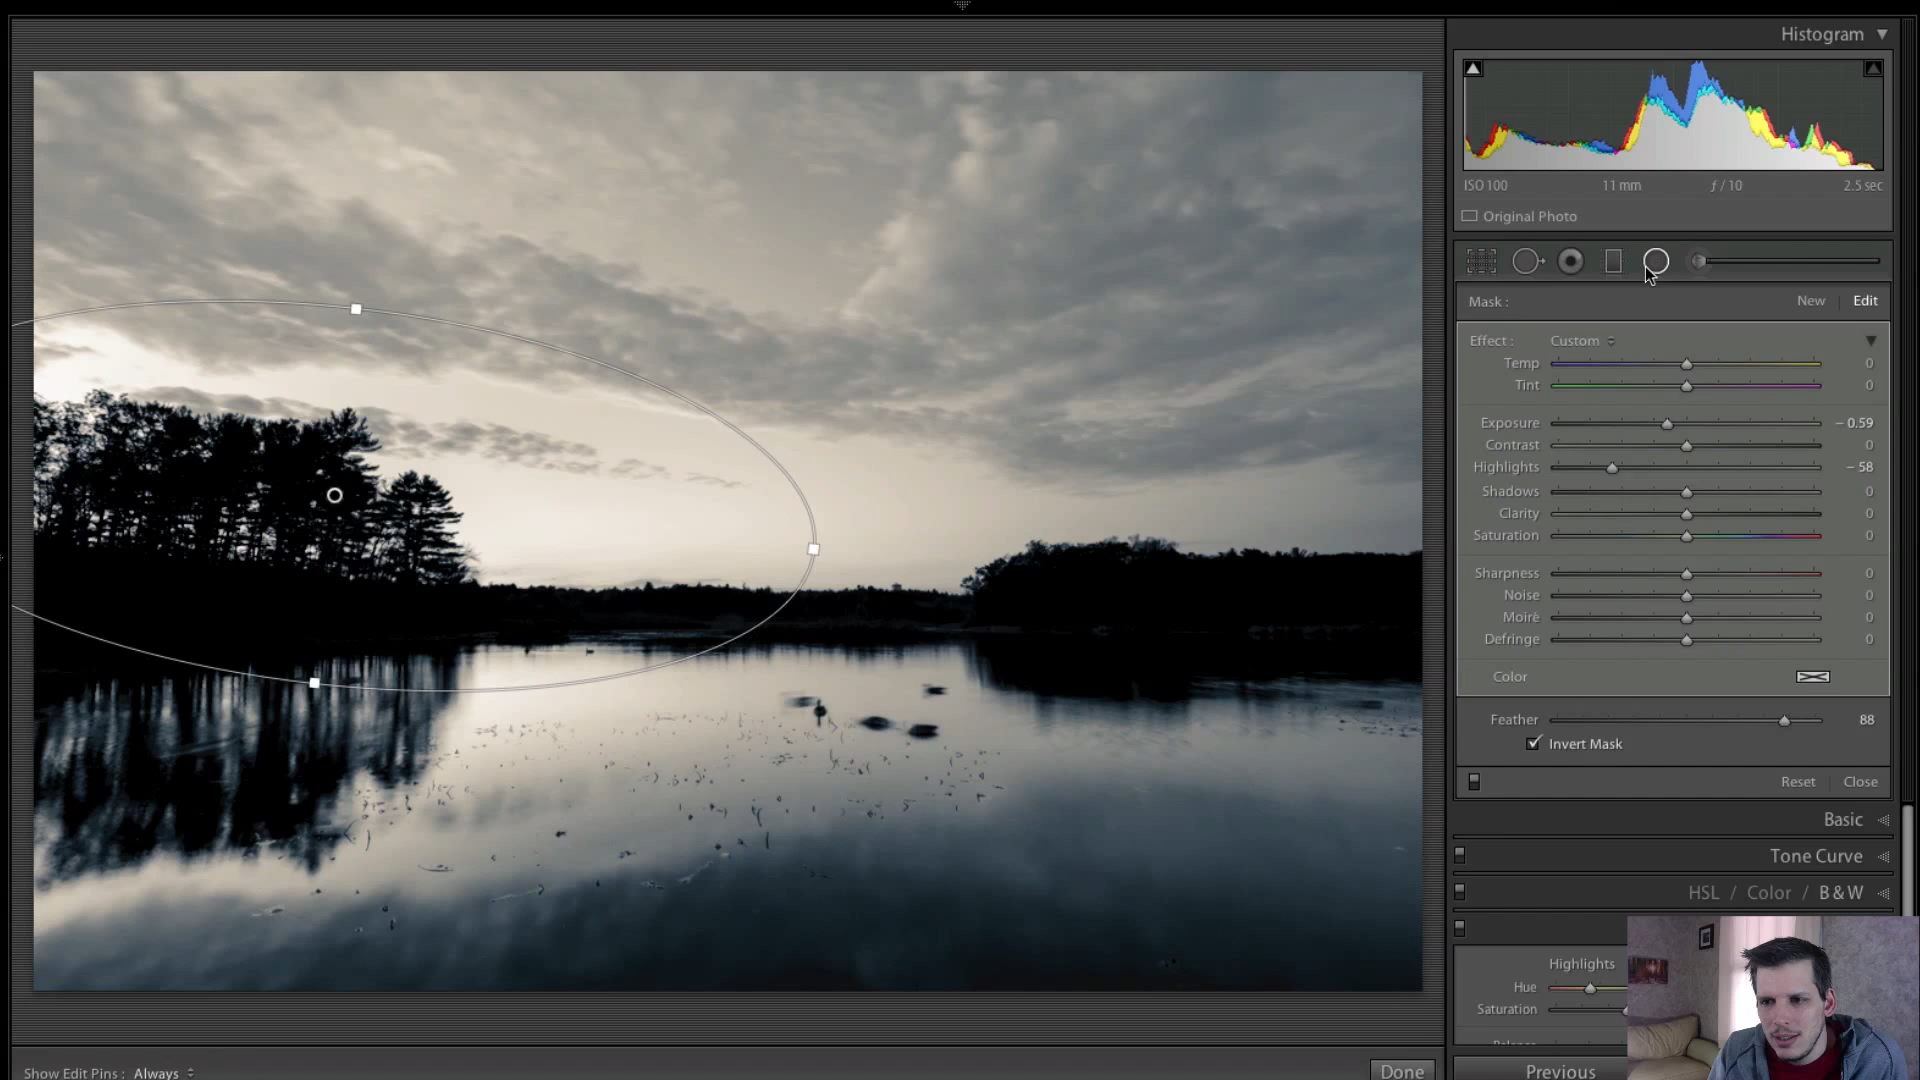 Histogram
ISO 100 11 mm ƒ / 10 2.5 sec
Original Photo
Mask : New Edit
Effect : Custom
Temp 0
Tint 0
Exposure − 0.59
Contrast 0
Highlights − 58
Shadows 0
Clarity 0
Saturation 0
Sharpness 0
Noise 0
Moiré 0
Defringe 0
Color
Feather 88
Invert Mask
Reset Close
Basic
Tone Curve
HSL / Color / B&W
Highlights
Hue
Saturation
Show Edit Pins : Always
Done
Previous